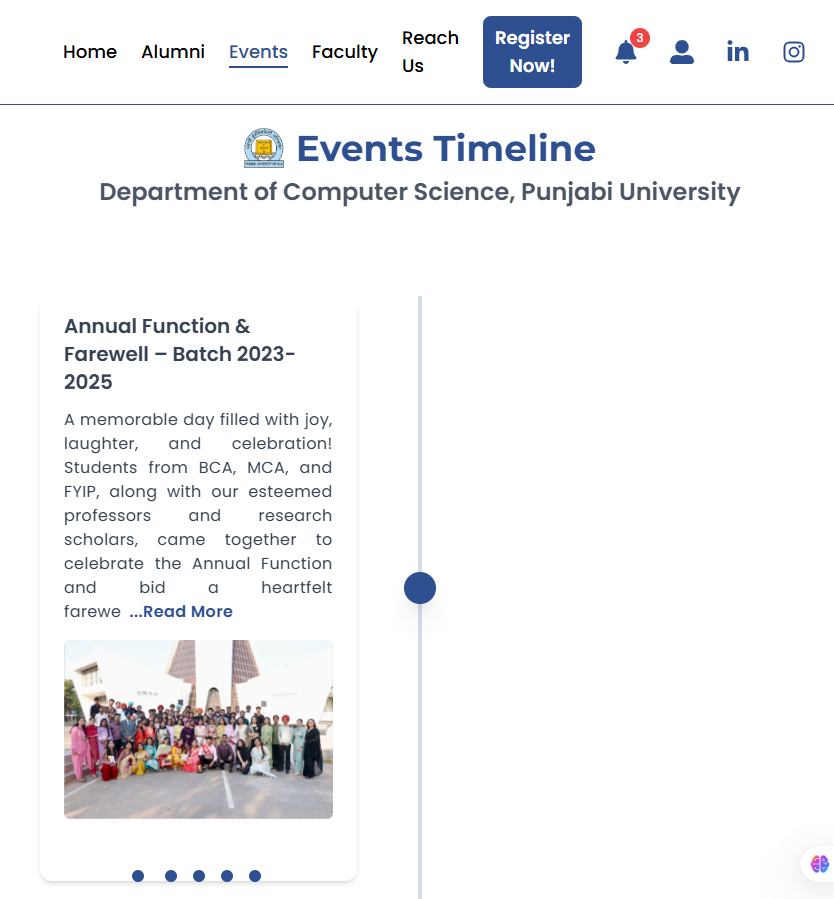 Home Alumni Events Faculty Reach Us Register Now! 3
Events Timeline
Department of Computer Science, Punjabi University
Annual Function &
Farewell – Batch 2023-
2025
A memorable day filled with joy,
laughter, and celebration!
Students from BCA, MCA, and
FYIP, along with our esteemed
professors and research
scholars, came together to
celebrate the Annual Function
and bid a heartfelt
farewe ...Read More